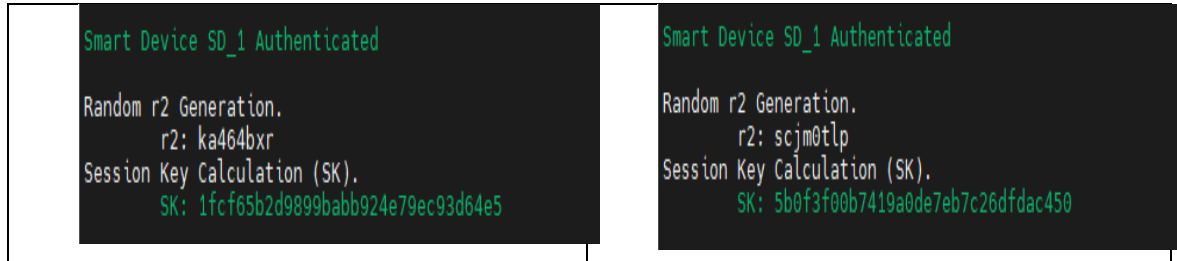 Smart Device SD_1 Authenticated
Random r2 Generation.
r2: ka464bxr
Session Key Calculation (SK).
SK: 1fcf65b2d9899babb924e79ec93d64e5
Smart Device SD_1 Authenticated
Random r2 Generation.
r2: scjm0tlp
Session Key Calculation (SK).
SK: 5b0f3f00b7419a0de7eb7c26dfdac450